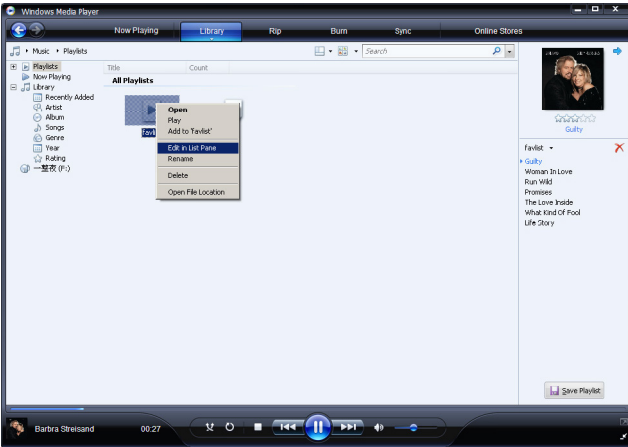 Windows Media Player
Now Playing Library Rip Burn Sync Online Stores
Music Playlists Search
Playlists
Now Playing
Library
Recently Added
Artist
Album
Songs
Genre
Year
Rating
(F:)
Title Count
All Playlists
Open
Play
Add to 'favlist'
Edit in List Pane
Rename
Delete
Open File Location
Guilty
favlist
Guilty
Woman In Love
Run Wild
Promises
The Love Inside
What Kind Of Fool
Life Story
Save Playlist
Barbra Streisand 00:27